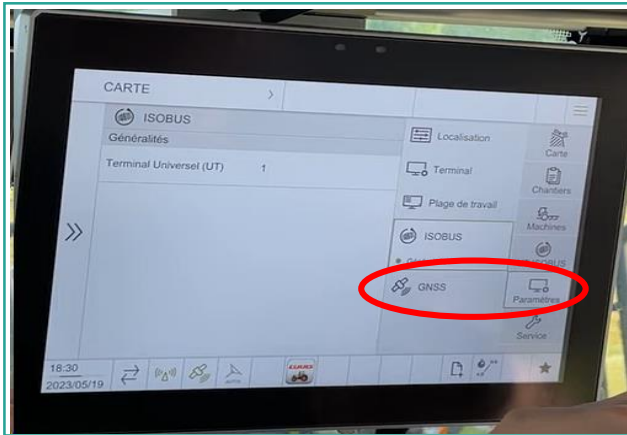 CARTE
ISOBUS
Généralités
Terminal Universel (UT) 1
Localisation
Terminal
Plage de travail
ISOBUS
GNSS
Carte
Chantiers
Machines
ISOBUS
Paramètres
Service
18:30
2023/05/19
AUTO
CLAAS